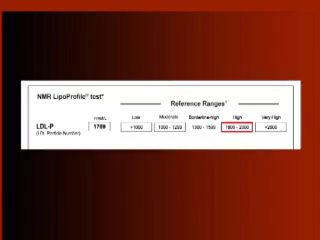 NMR LipoProfile® test*
Reference Ranges¹
nmol/L Low Moderate Borderline-high High Very High
LDL-P 1799 <1000 1000 - 1299 1300 - 1599 1600 - 2000 >2000
(LDL Particle Number)